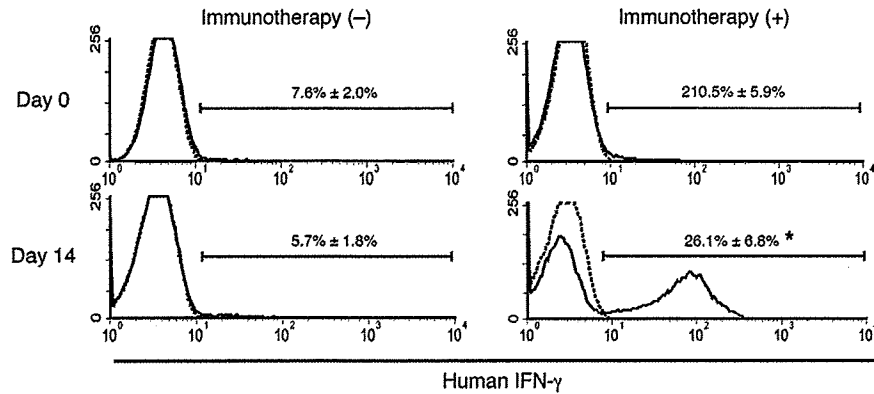 Immunotherapy (–)
Immunotherapy (+)
Day 0
256
0
7.6% ± 2.0%
10⁰ 10¹ 10² 10³ 10⁴
256
0
210.5% ± 5.9%
10⁰ 10¹ 10² 10³ 10⁴
Day 14
256
0
5.7% ± 1.8%
10⁰ 10¹ 10² 10³ 10⁴
256
0
26.1% ± 6.8% *
10⁰ 10¹ 10² 10³ 10⁴
Human IFN-γ